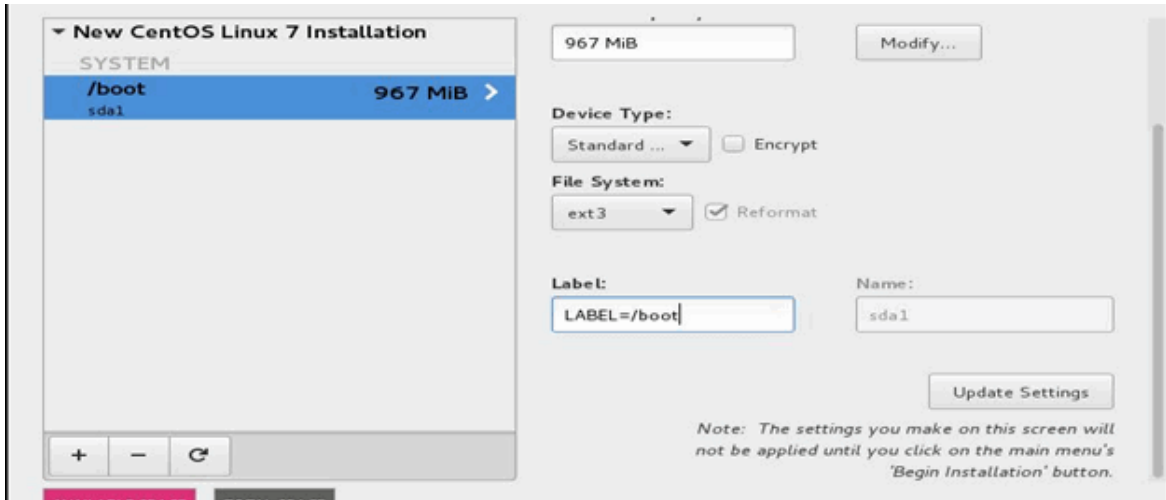 New CentOS Linux 7 Installation
SYSTEM
/boot 967 MiB
sda1
967 MiB Modify...
Device Type:
Standard ... Encrypt
File System:
ext3 Reformat
Label: Name:
LABEL=/boot sda1
Update Settings
Note: The settings you make on this screen will
not be applied until you click on the main menu's
'Begin Installation' button.